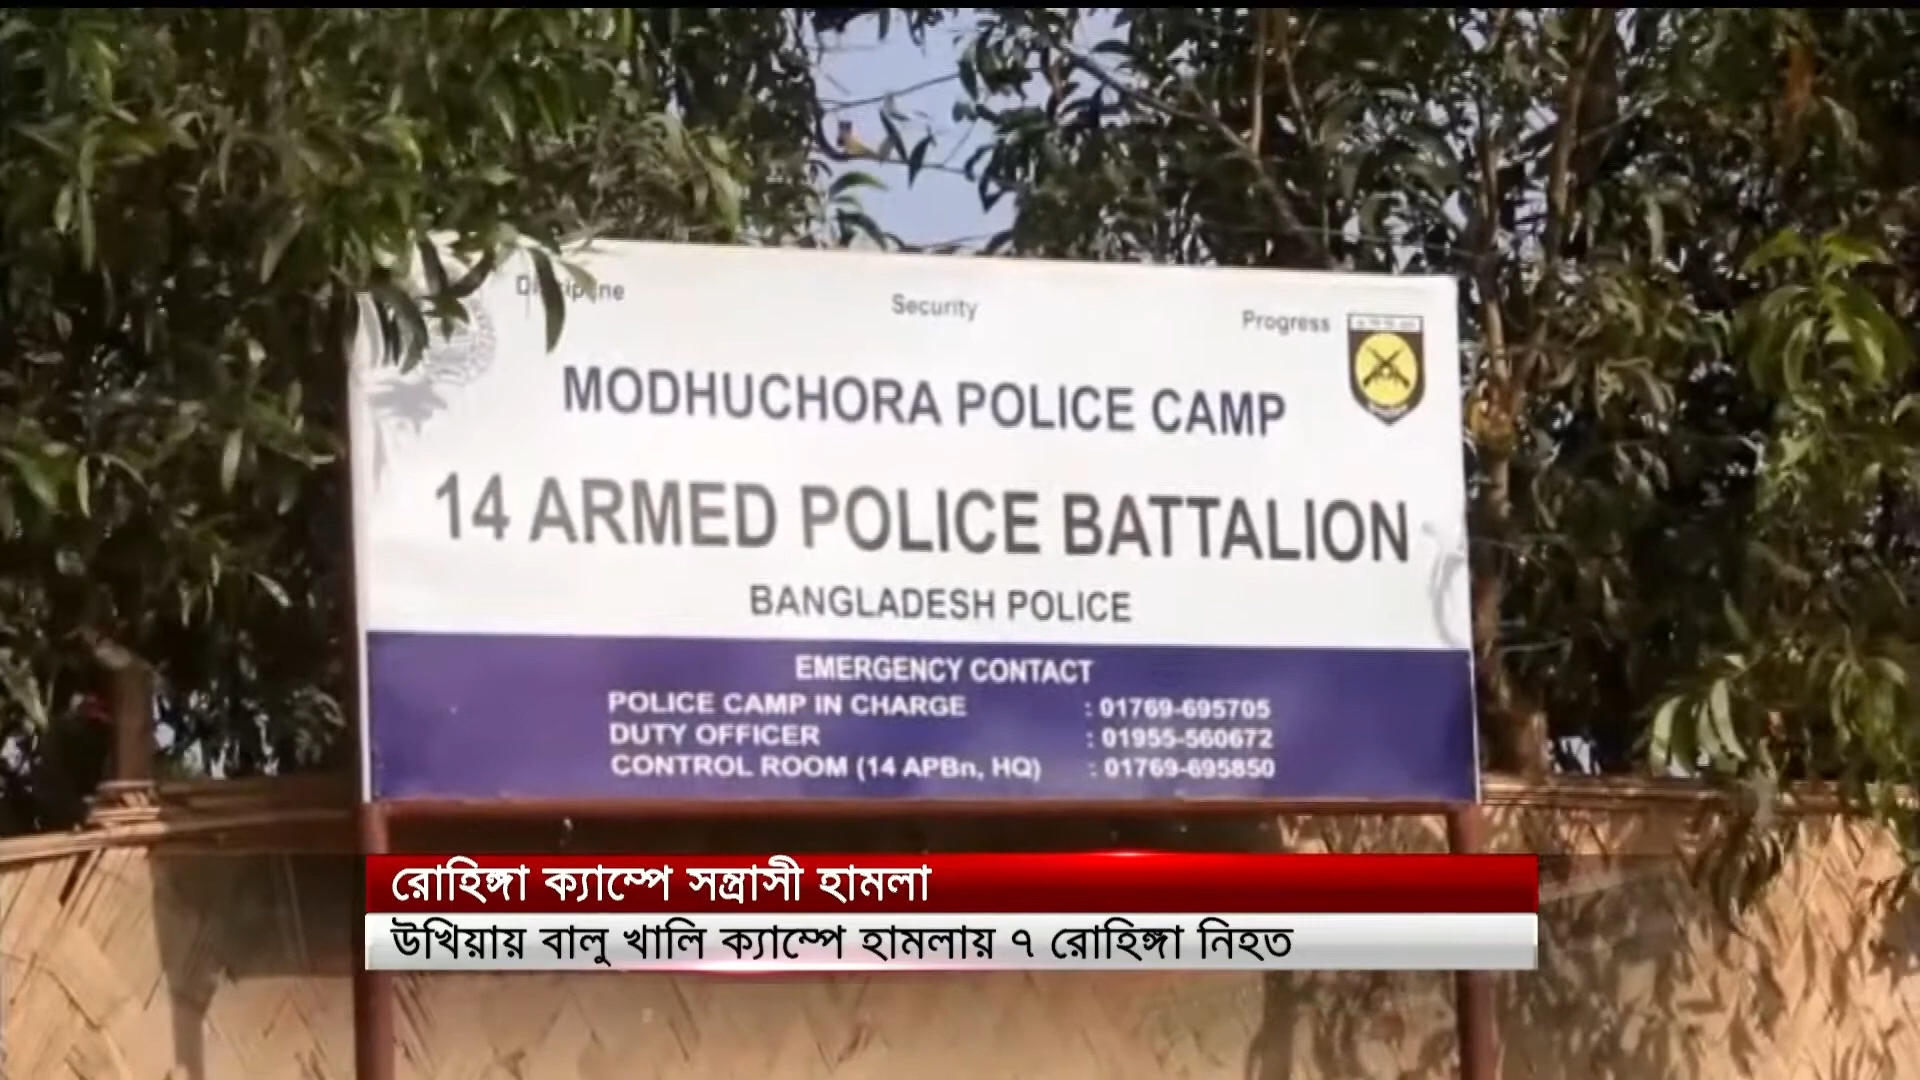 Discipline Security Progress
MODHUCHORA POLICE CAMP
14 ARMED POLICE BATTALION
BANGLADESH POLICE
EMERGENCY CONTACT
POLICE CAMP IN CHARGE : 01769-695705
DUTY OFFICER : 01955-560672
CONTROL ROOM (14 APBn, HQ) : 01769-695850
রোহিঙ্গা ক্যাম্পে সন্ত্রাসী হামলা
উখিয়ায় বালু খালি ক্যাম্পে হামলায় ৭ রোহিঙ্গা নিহত